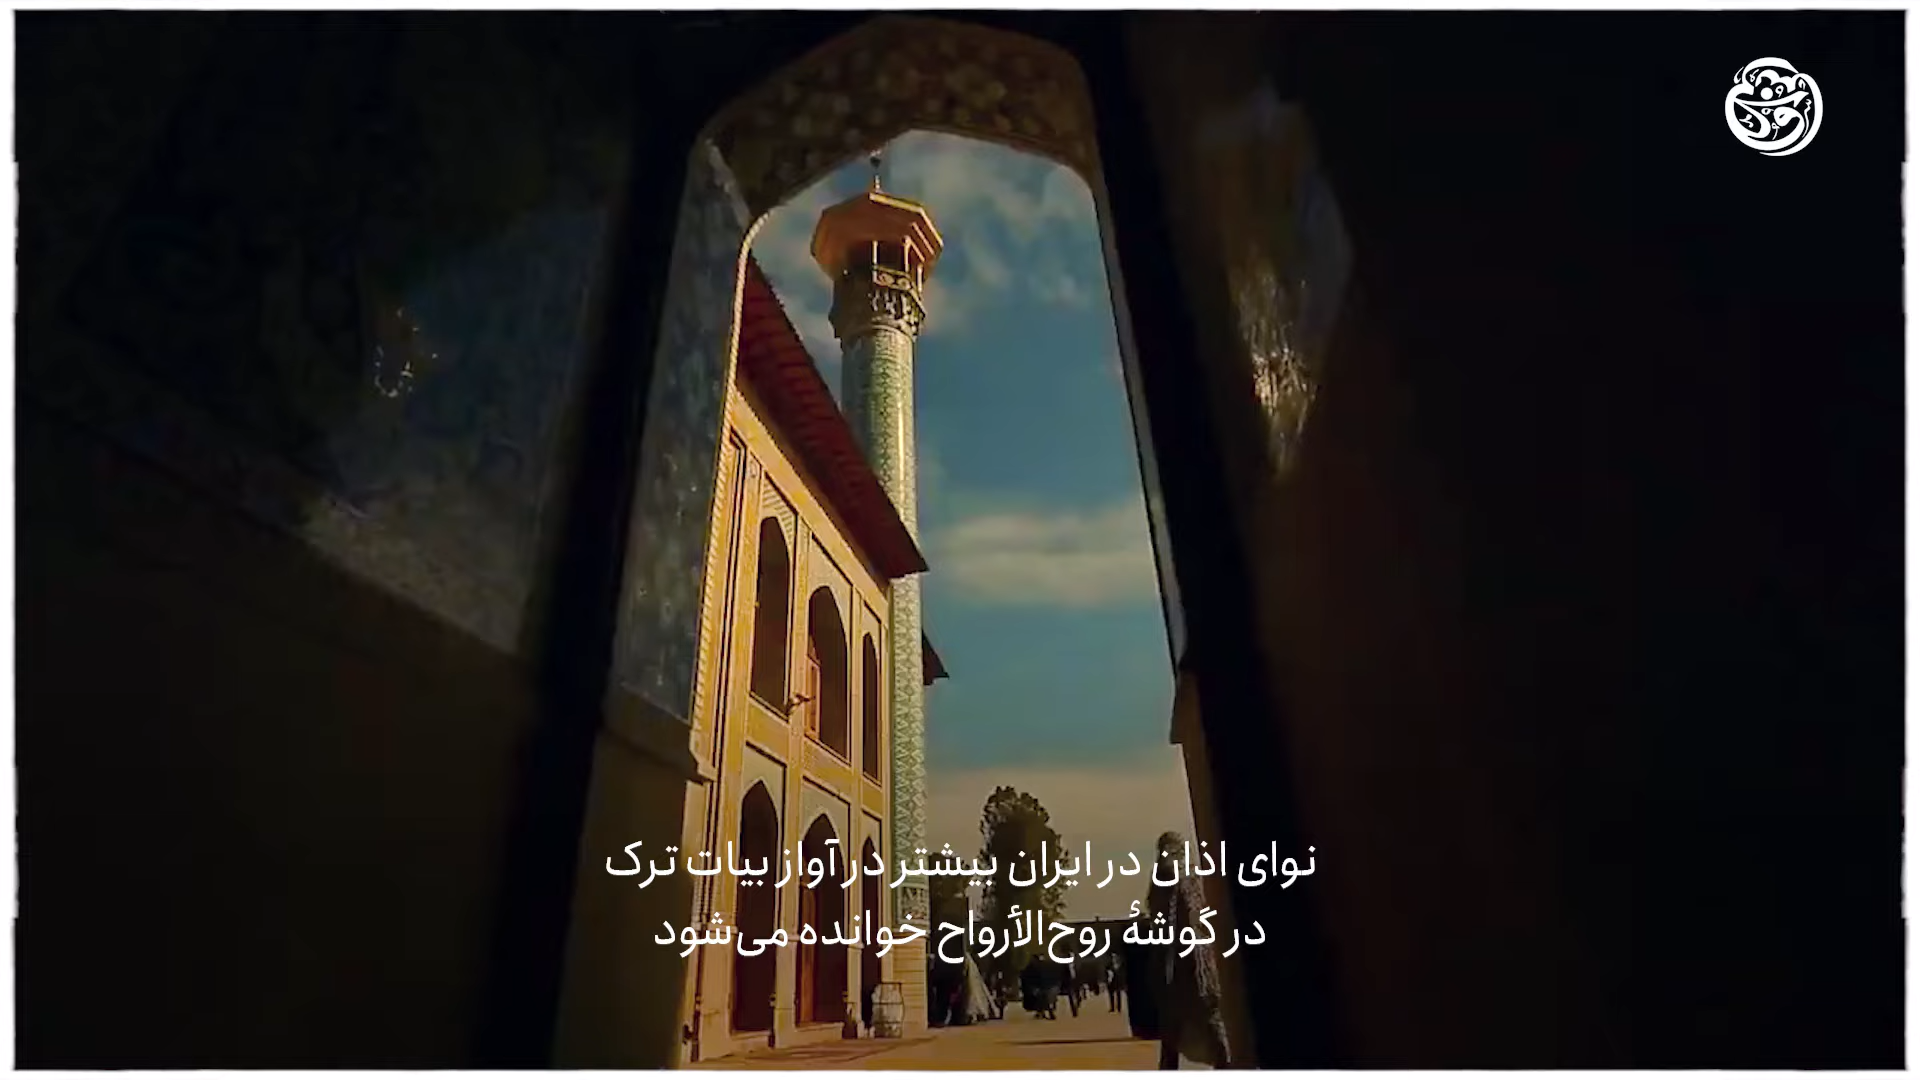 نوای اذان در ایران بیشتر در آواز بیات ترک
در گوشهٔ روح‌الأرواح خوانده می‌شود